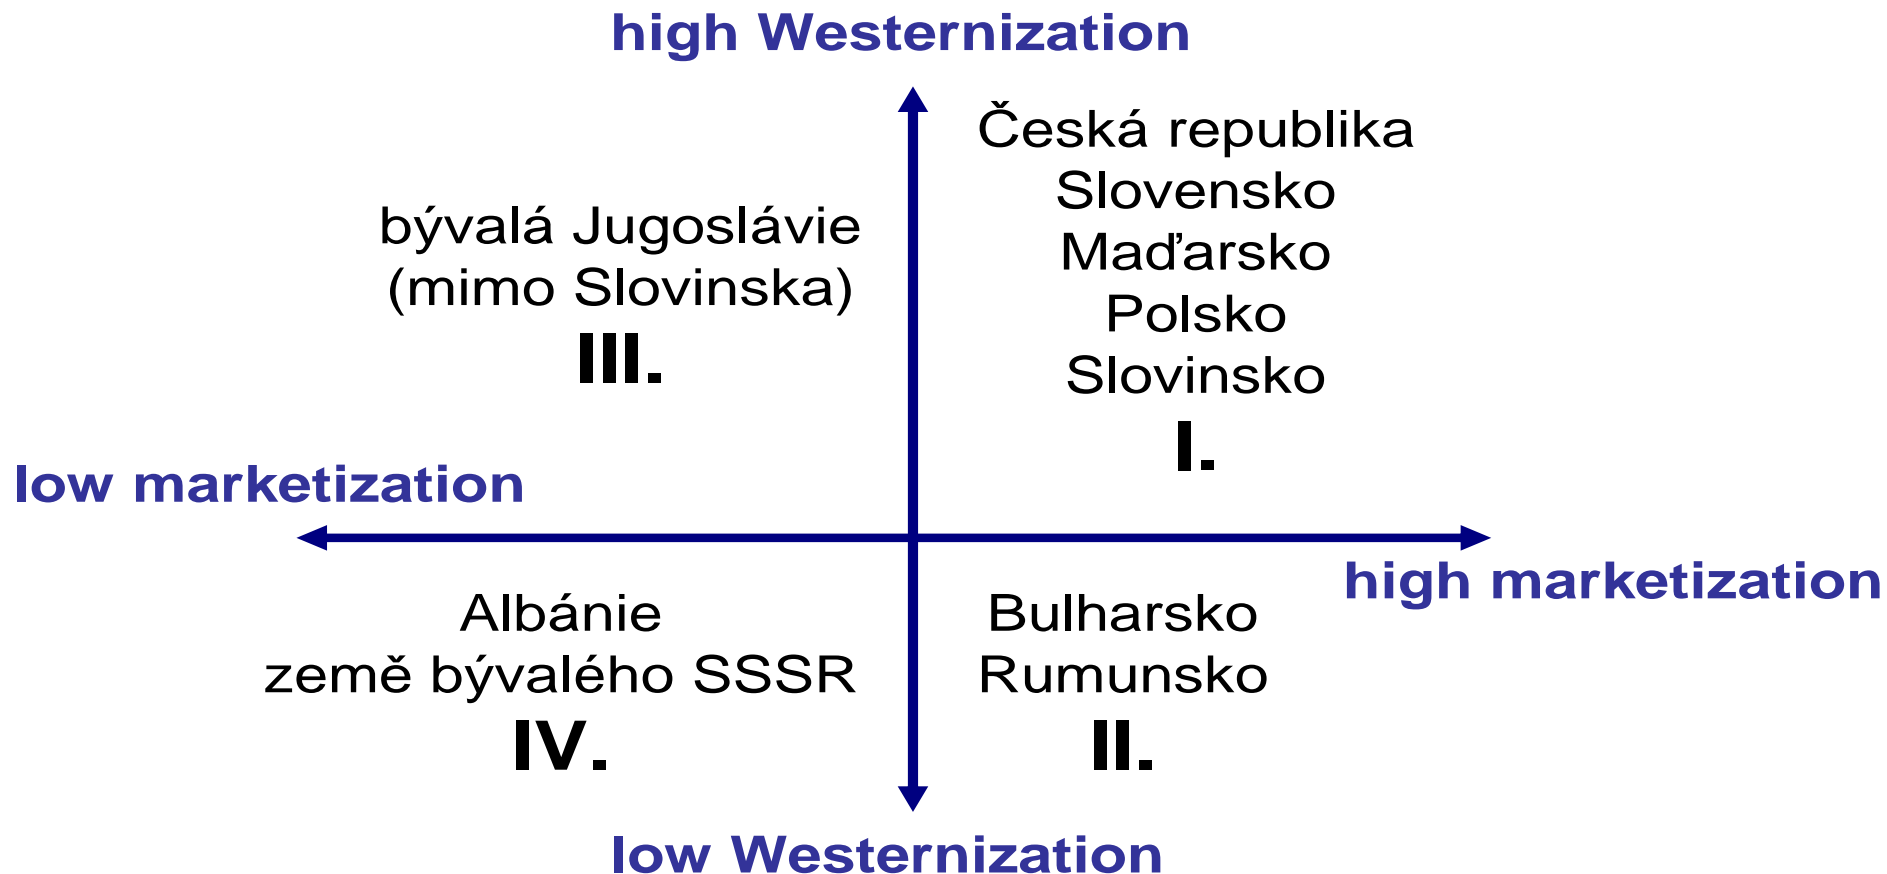 high Westernization
bývalá Jugoslávie
(mimo Slovinska)
III.
Česká republika
Slovensko
Maďarsko
Polsko
Slovinsko
I.
low marketization
high marketization
Albánie
země bývalého SSSR
IV.
Bulharsko
Rumunsko
II.
low Westernization